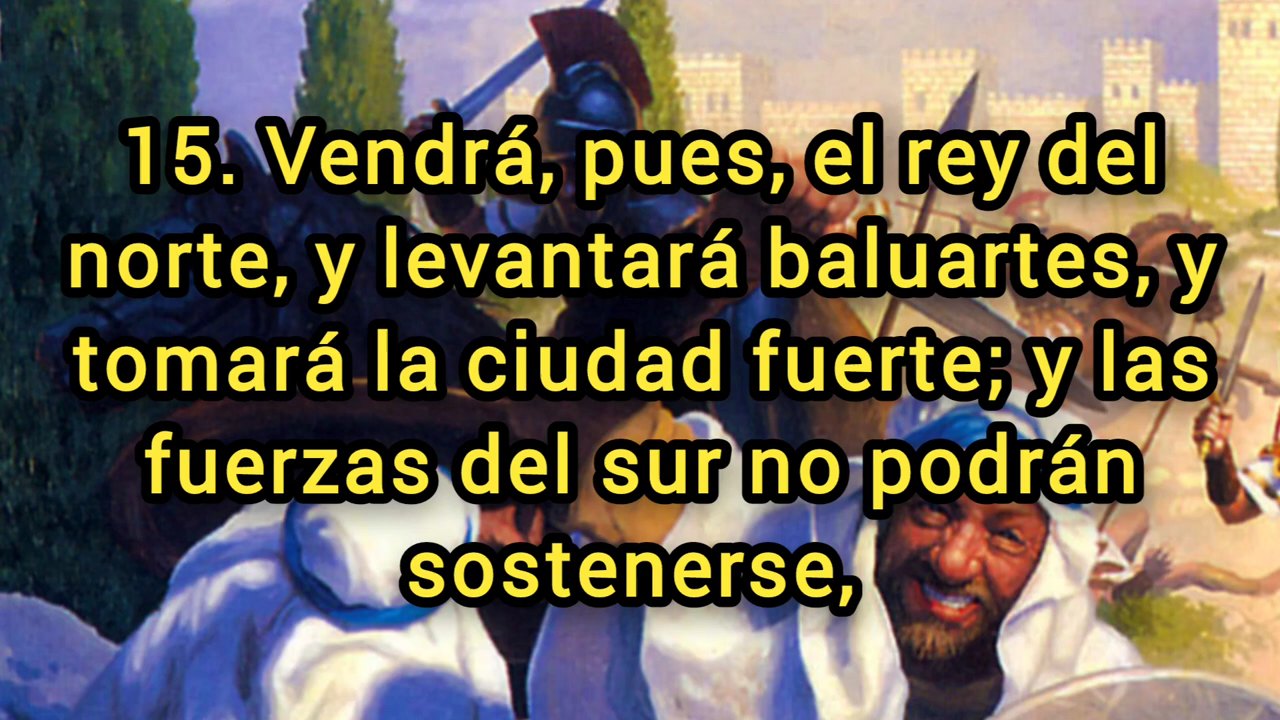 15. Vendrá, pues, el rey del
norte, y levantará baluartes, y
tomará la ciudad fuerte; y las
fuerzas del sur no podrán
sostenerse,